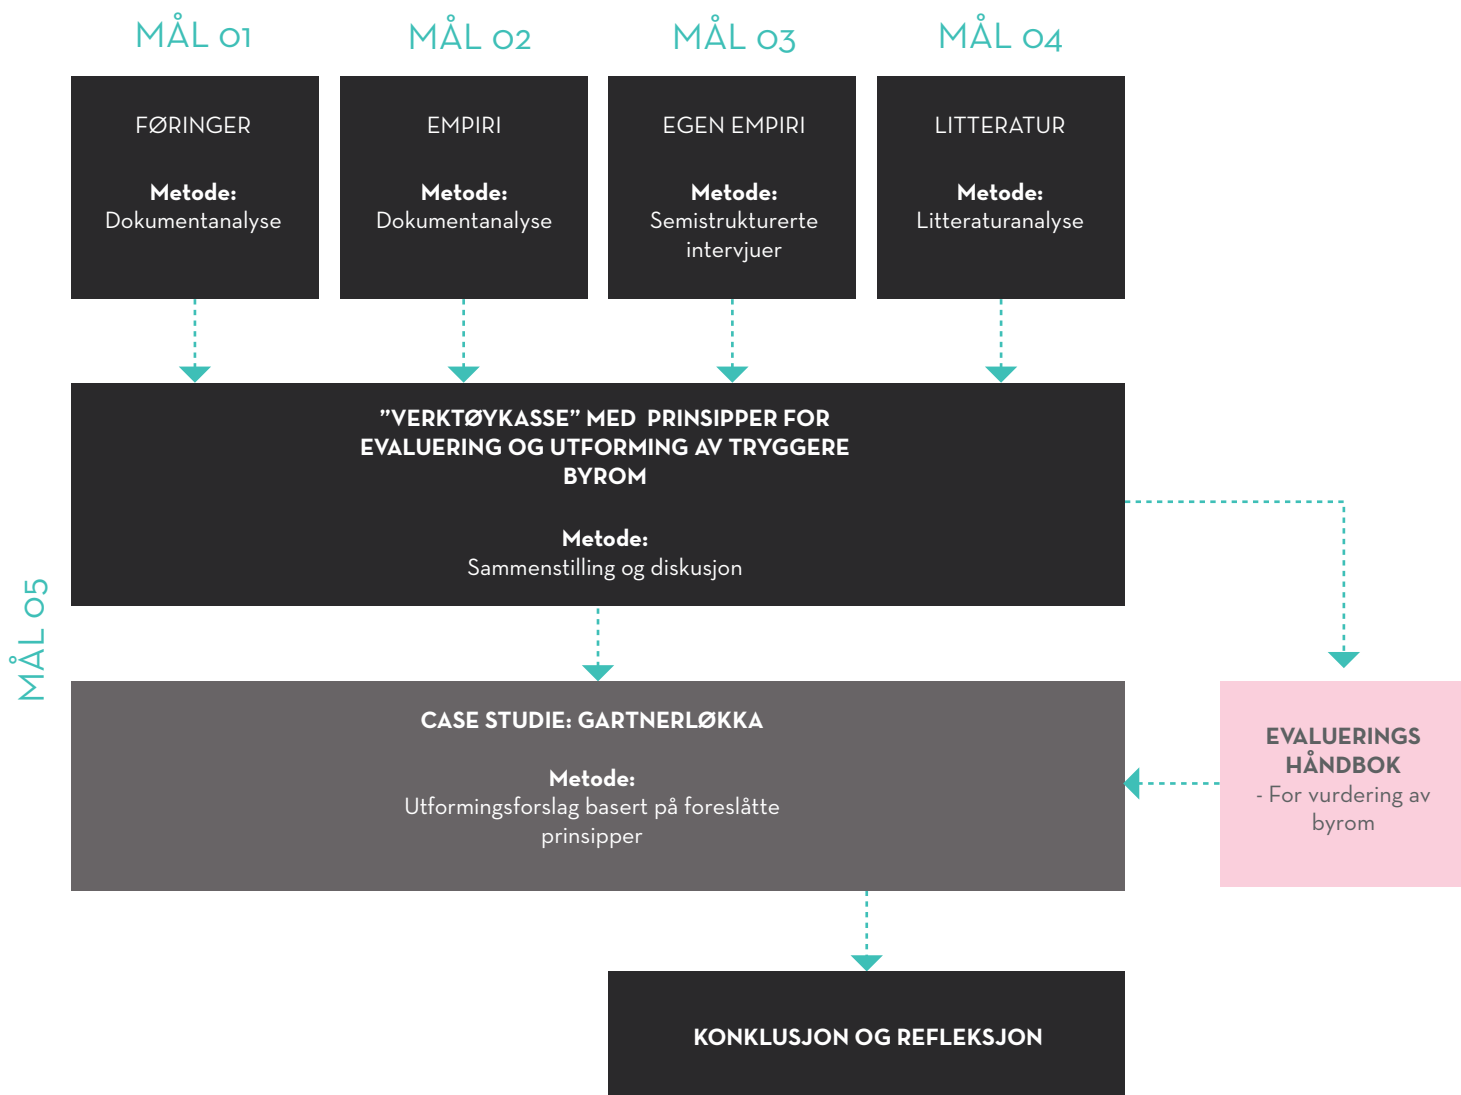 MÅL 01
MÅL 02
MÅL 03
MÅL 04
FØRINGER
Metode:
Dokumentanalyse
EMPIRI
Metode:
Dokumentanalyse
EGEN EMPIRI
Metode:
Semistrukturerte
intervjuer
LITTERATUR
Metode:
Litteraturanalyse
MÅL 05
”VERKTØYKASSE” MED PRINSIPPER FOR
EVALUERING OG UTFORMING AV TRYGGERE
BYROM
Metode:
Sammenstilling og diskusjon
CASE STUDIE: GARTNERLØKKA
Metode:
Utformingsforslag basert på foreslåtte
prinsipper
EVALUERINGS
HÅNDBOK
- For vurdering av
byrom
KONKLUSJON OG REFLEKSJON